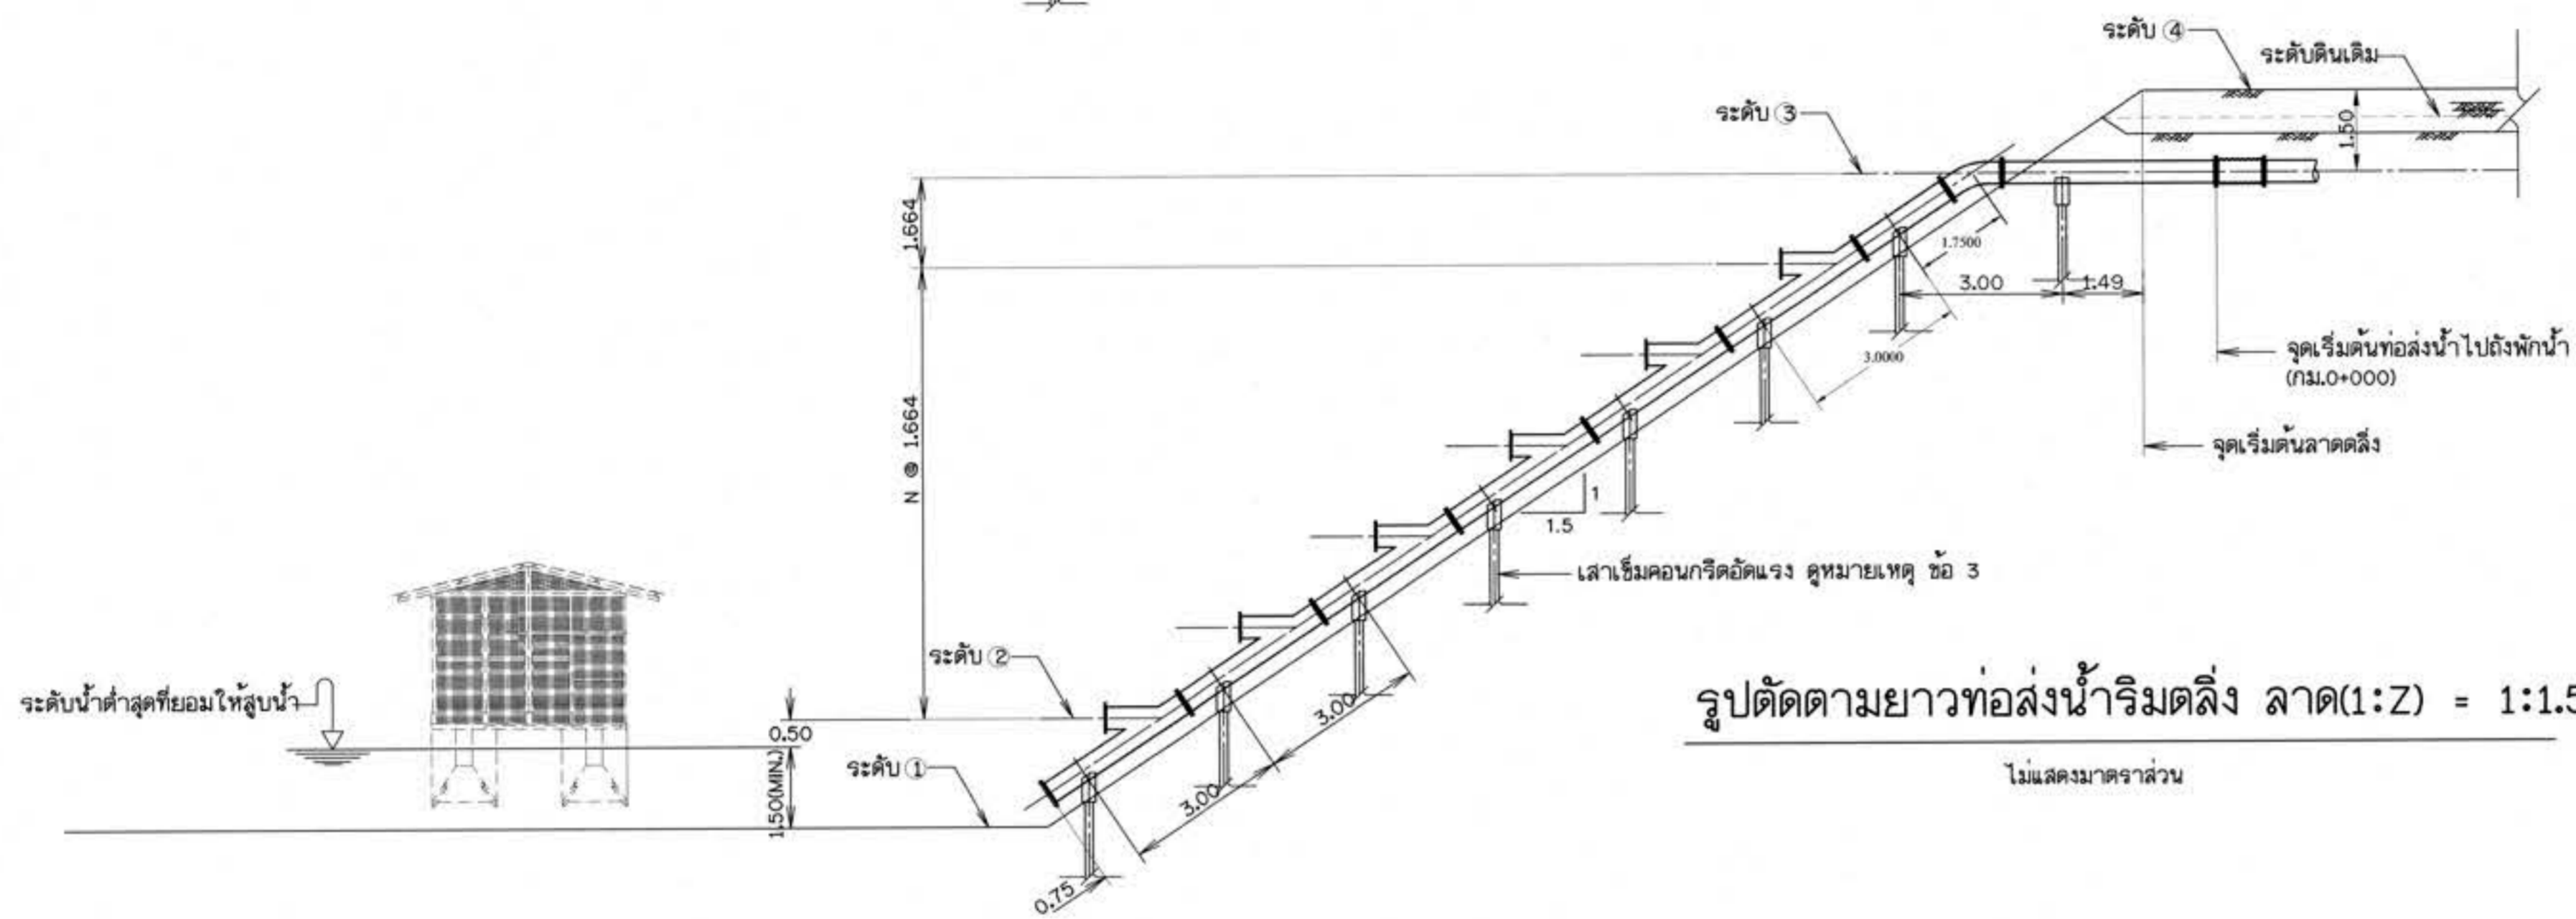 ระดับ ④
ระดับดินเดิม
ระดับ ③
1.50
1.664
1.7500
3.00
1.49
3.0000
จุดเริ่มต้นท่อส่งน้ำไปถังพักน้ำ
(กม.0+000)
N @ 1.664
จุดเริ่มต้นลาดตลิ่ง
1
1.5
เสาเข็มคอนกรีตอัดแรง ดูหมายเหตุ ข้อ 3
ระดับ ②
ระดับน้ำต่ำสุดที่ยอมให้สูบน้ำ
0.50
3.00
รูปตัดตามยาวท่อส่งน้ำริมตลิ่ง ลาด(1:Z) = 1:1.5
ระดับ ①
1.50(MIN.)
3.00
ไม่แสดงมาตราส่วน
0.75